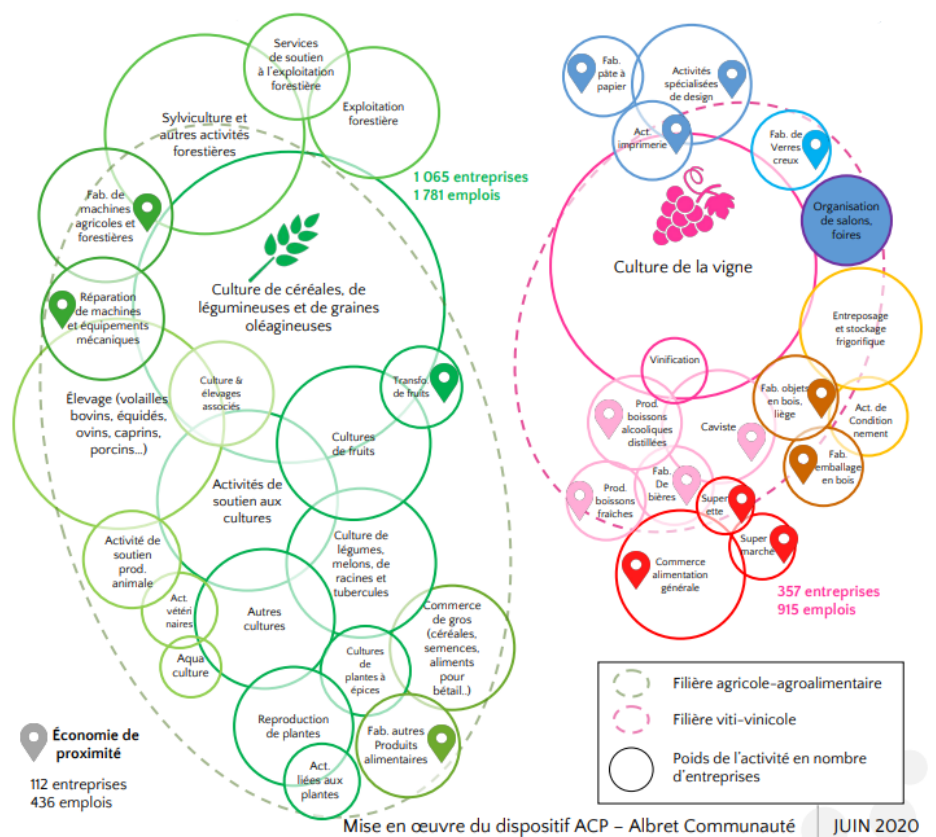 Services
de soutien
à l'exploitation
forestière
Exploitation
forestière
Sylviculture et
autres activités
forestières
1 065 entreprises
1 781 emplois
Fab. de
machines
agricoles et
forestières
Culture de céréales, de
légumineuses et de graines
oléagineuses
Réparation
de machines
et équipements
mécaniques
Culture &
élevages
associés
Transfo.
de fruits
Élevage (volailles
bovins, équidés,
ovins, caprins,
porcins...)
Cultures
de fruits
Activités de
soutien aux
cultures
Activité de
soutien
prod.
animale
Culture de
légumes,
melons, de
racines et
tubercules
Act.
vétéri
naires
Autres
cultures
Commerce
de gros
(céréales,
semences,
aliments
pour
bétail..)
Aqua
culture
Cultures
de
plantes à
épices
Reproduction
de plantes
Fab. autres
Produits
alimentaires
Act.
liées aux
plantes
Économie de
proximité
112 entreprises
436 emplois
Fab.
pâte à
papier
Activités
spécialisées
de design
Act.
imprimerie
Fab. de
Verres
creux
Organisation
de salons,
foires
Culture de la vigne
Entreposage
et stockage
frigorifique
Vinification
Fab. objets
en bois,
liège
Act. de
Condition
nement
Prod.
boissons
alcooliques
distillées
Caviste
Fab.
emballage
en bois
Fab.
De
bières
Prod.
boissons
fraîches
Super
ette
Super
marché
Commerce
alimentation
générale
357 entreprises
915 emplois
Filière agricole-agroalimentaire
Filière viti-vinicole
Poids de l'activité en nombre
d'entreprises
Mise en œuvre du dispositif ACP – Albret Communauté
JUIN 2020